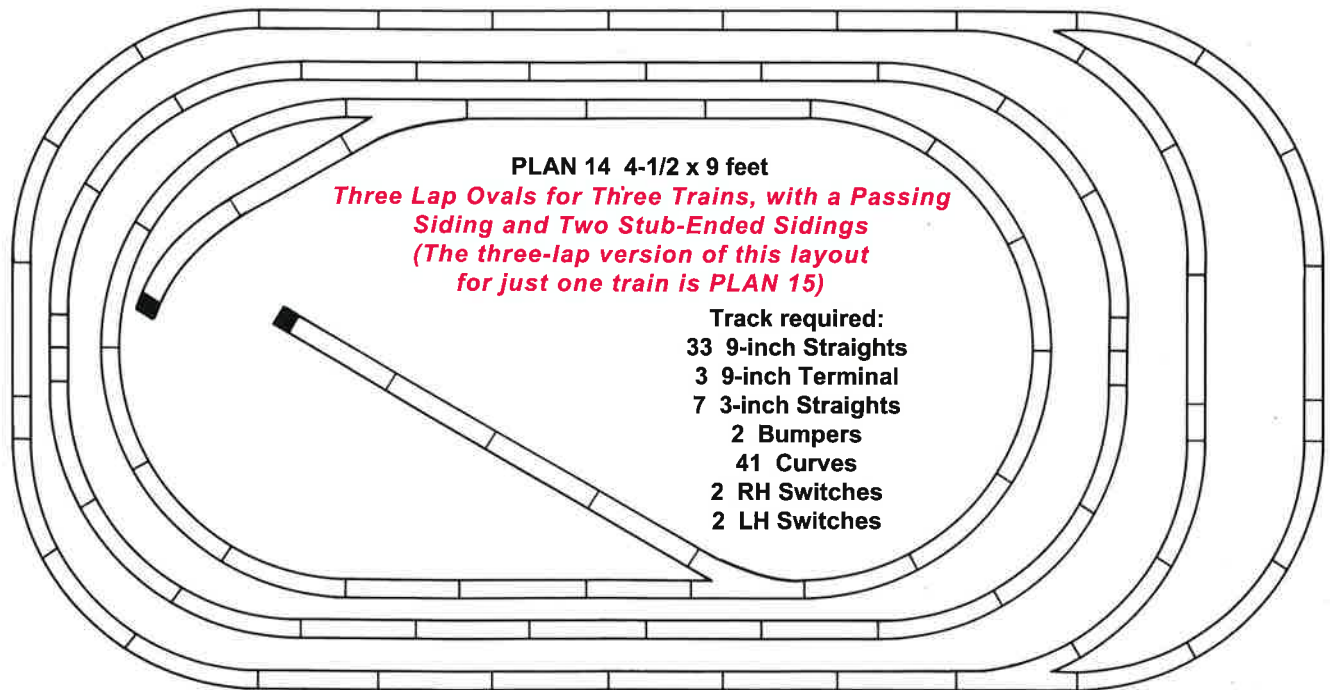 PLAN 14 4-1/2 x 9 feet
Three Lap Ovals for Three Trains, with a Passing
Siding and Two Stub-Ended Sidings
(The three-lap version of this layout
for just one train is PLAN 15)
Track required:
33 9-inch Straights
3 9-inch Terminal
7 3-inch Straights
2 Bumpers
41 Curves
2 RH Switches
2 LH Switches